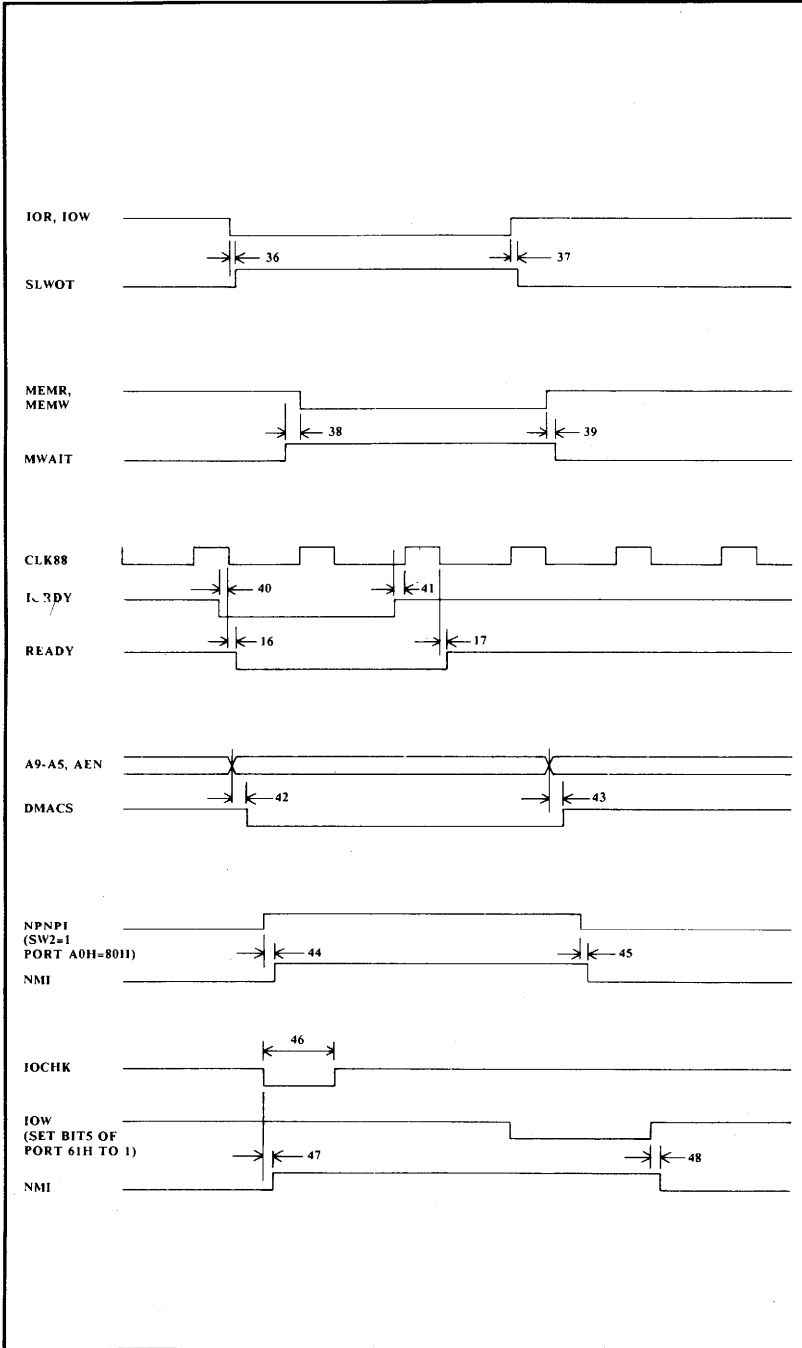 IOR, IOW
36
37
SLWOT
MEMR,
MEMW
38
39
MWAIT
CLK88
40
41
16
17
READY
A9-A5, AEN
42
43
DMACS
NPNPI
(SW2=1
PORT A0H=80H)
44
45
NMI
46
IOCHK
IOW
(SET BIT5 OF
PORT 61H TO 1)
47
48
NMI